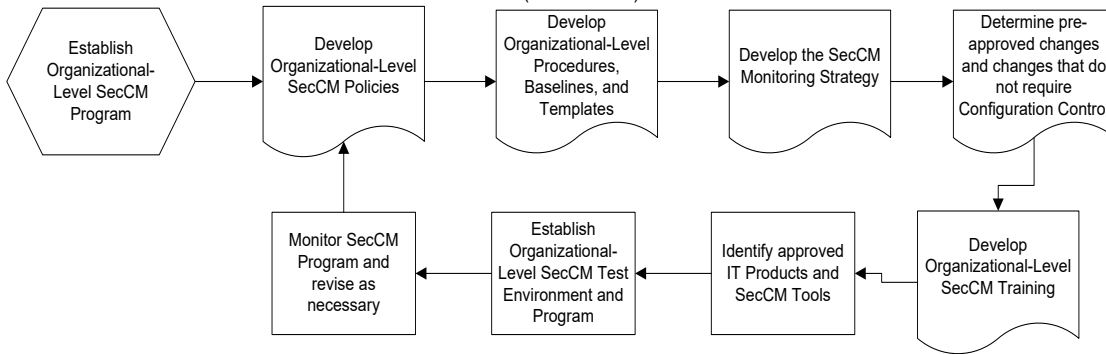 Establish
Organizational-
Level SecCM
Program
Develop
Organizational-Level
SecCM Policies
Develop
Organizational-Level
Procedures,
Baselines, and
Templates
Develop the SecCM
Monitoring Strategy
Determine pre-
approved changes
and changes that do
not require
Configuration Control
Develop
Organizational-Level
SecCM Training
Identify approved
IT Products and
SecCM Tools
Establish
Organizational-
Level SecCM Test
Environment and
Program
Monitor SecCM
Program and
revise as
necessary